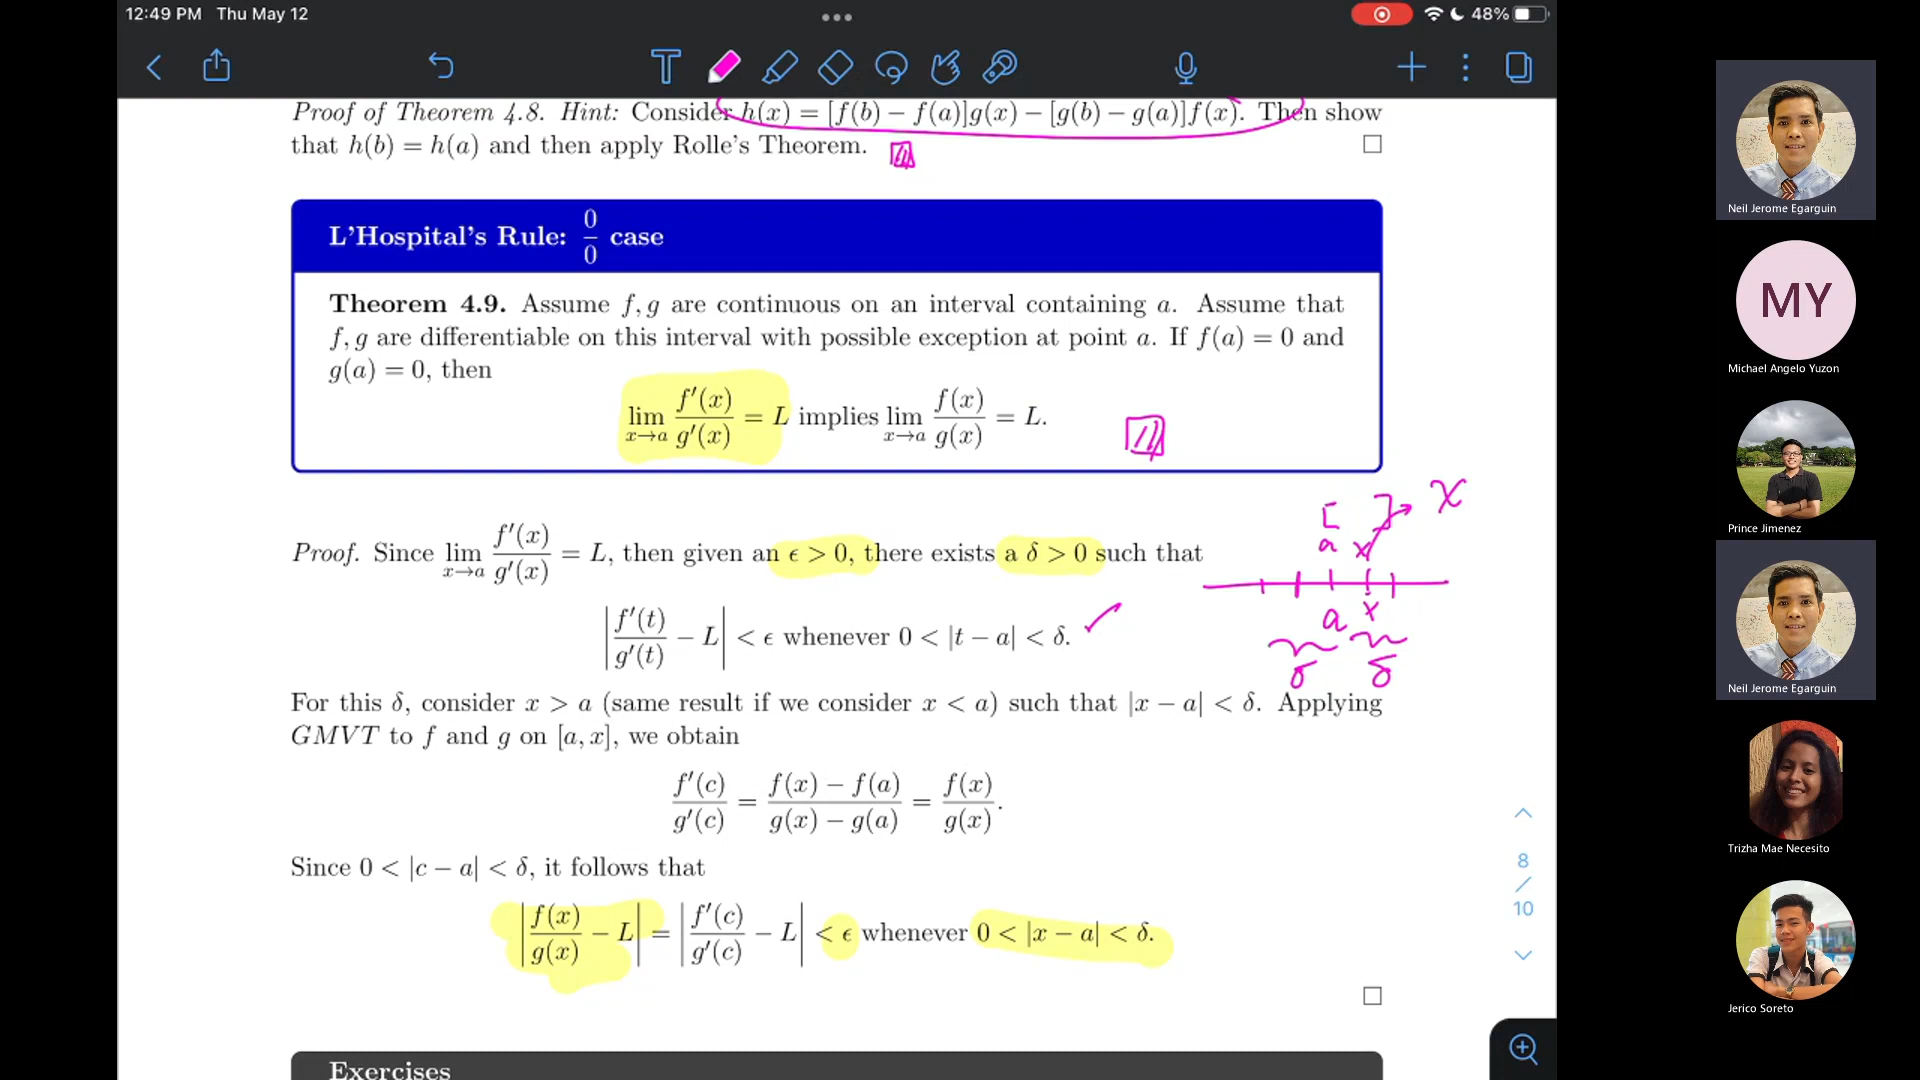 12:49 PM Thu May 12
48%
Proof of Theorem 4.8. Hint: Consider h(x) = [f(b) − f(a)]g(x) − [g(b) − g(a)]f(x). Then show
that h(b) = h(a) and then apply Rolle's Theorem. □
L'Hospital's Rule: 0/0 case
Theorem 4.9. Assume f, g are continuous on an interval containing a. Assume that
f, g are differentiable on this interval with possible exception at point a. If f(a) = 0 and
g(a) = 0, then
lim x→a f′(x)/g′(x) = L implies lim x→a f(x)/g(x) = L.
[ ] x
a x
Proof. Since lim x→a f′(x)/g′(x) = L, then given an ϵ > 0, there exists a δ > 0 such that
a x
|f′(t)/g′(t) − L| < ϵ whenever 0 < |t − a| < δ. ✓
δ δ
For this δ, consider x > a (same result if we consider x < a) such that |x − a| < δ. Applying
GMVT to f and g on [a, x], we obtain
f′(c)/g′(c) = (f(x) − f(a))/(g(x) − g(a)) = f(x)/g(x).
Since 0 < |c − a| < δ, it follows that
|f(x)/g(x) − L| = |f′(c)/g′(c) − L| < ϵ whenever 0 < |x − a| < δ.
□
Exercises
8
/
10
Neil Jerome Egarguin
MY
Michael Angelo Yuzon
Prince Jimenez
Neil Jerome Egarguin
Trizha Mae Necesito
Jerico Soreto